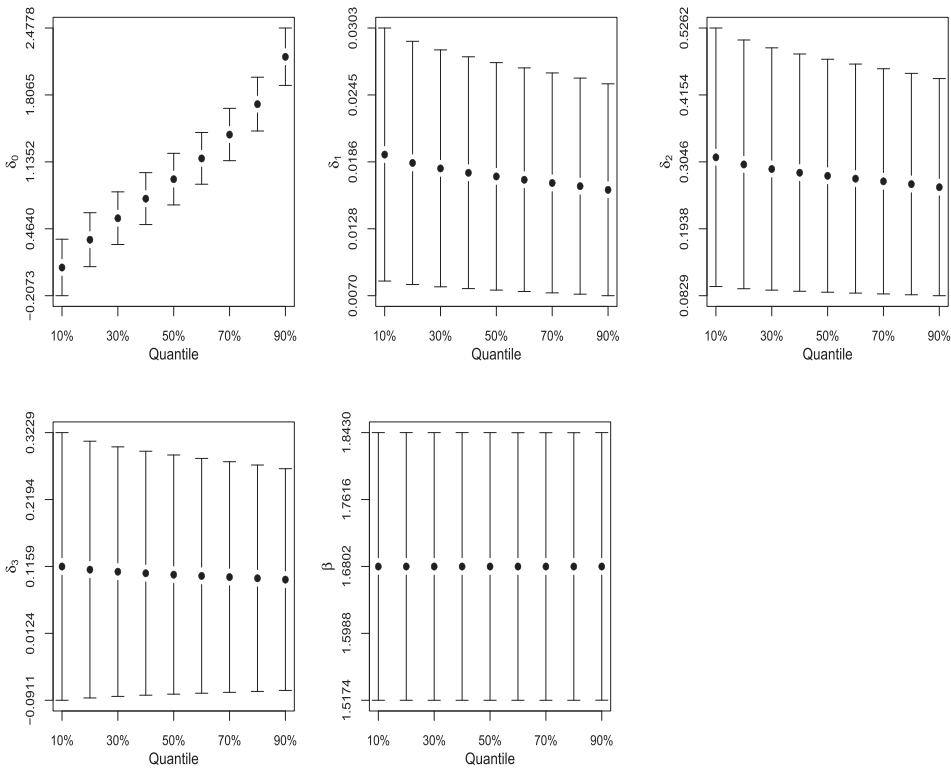 δ0
2.4778
1.8065
1.1352
0.4640
−0.2073
10% 30% 50% 70% 90%
Quantile
δ1
0.0303
0.0245
0.0186
0.0128
0.0070
10% 30% 50% 70% 90%
Quantile
δ2
0.5262
0.4154
0.3046
0.1938
0.0829
10% 30% 50% 70% 90%
Quantile
δ3
0.3229
0.2194
0.1159
0.0124
−0.0911
10% 30% 50% 70% 90%
Quantile
β
1.8430
1.7616
1.6802
1.5988
1.5174
10% 30% 50% 70% 90%
Quantile